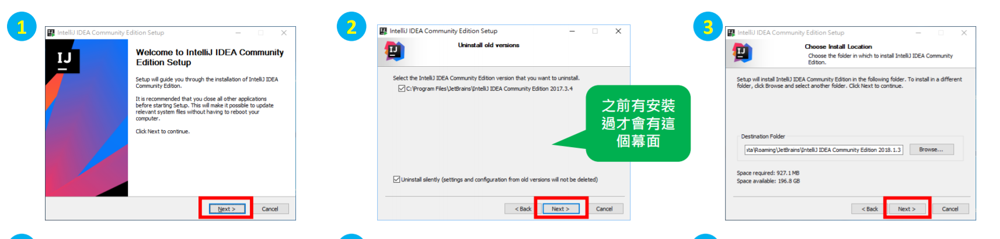 1
IntelliJ IDEA Community Edition Setup
IJ
Welcome to IntelliJ IDEA Community
Edition Setup
Setup will guide you through the installation of IntelliJ IDEA
Community Edition.
It is recommended that you close all other applications
before starting Setup. This will make it possible to update
relevant system files without having to reboot your
computer.
Click Next to continue.
Next >
Cancel
2
IntelliJ IDEA Community Edition Setup
IJ
Uninstall old versions
Select the IntelliJ IDEA Community Edition version that you want to uninstall.
C:\Program Files\JetBrains\IntelliJ IDEA Community Edition 2017.3.4
之前有安裝
過才會有這
個幕面
Uninstall silently (settings and configuration from old versions will not be deleted)
< Back
Next >
Cancel
3
IntelliJ IDEA Community Edition Setup
IJ
Choose Install Location
Choose the folder in which to install IntelliJ IDEA Community
Edition.
Setup will install IntelliJ IDEA Community Edition in the following folder. To install in a different
folder, click Browse and select another folder. Click Next to continue.
Destination Folder
ata\Roaming\JetBrains\IntelliJ IDEA Community Edition 2018.1.3
Browse...
Space required: 927.1 MB
Space available: 196.8 GB
< Back
Next >
Cancel